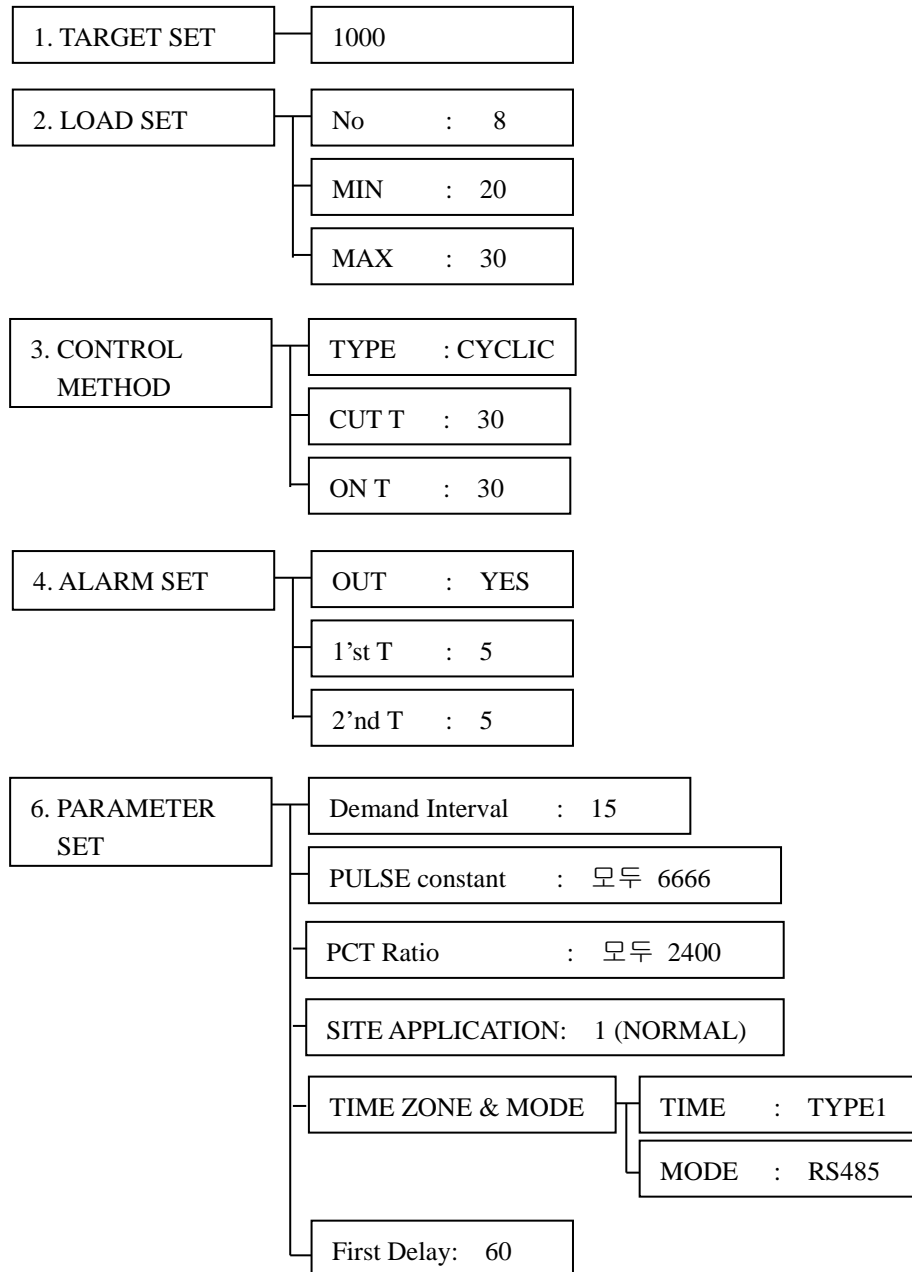 1. TARGET SET
1000
2. LOAD SET
No : 8
MIN : 20
MAX : 30
3. CONTROL
METHOD
TYPE : CYCLIC
CUT T : 30
ON T : 30
4. ALARM SET
OUT : YES
1’st T : 5
2’nd T : 5
6. PARAMETER
SET
Demand Interval : 15
PULSE constant : 모두 6666
PCT Ratio : 모두 2400
SITE APPLICATION: 1 (NORMAL)
TIME ZONE & MODE
TIME : TYPE1
MODE : RS485
First Delay: 60